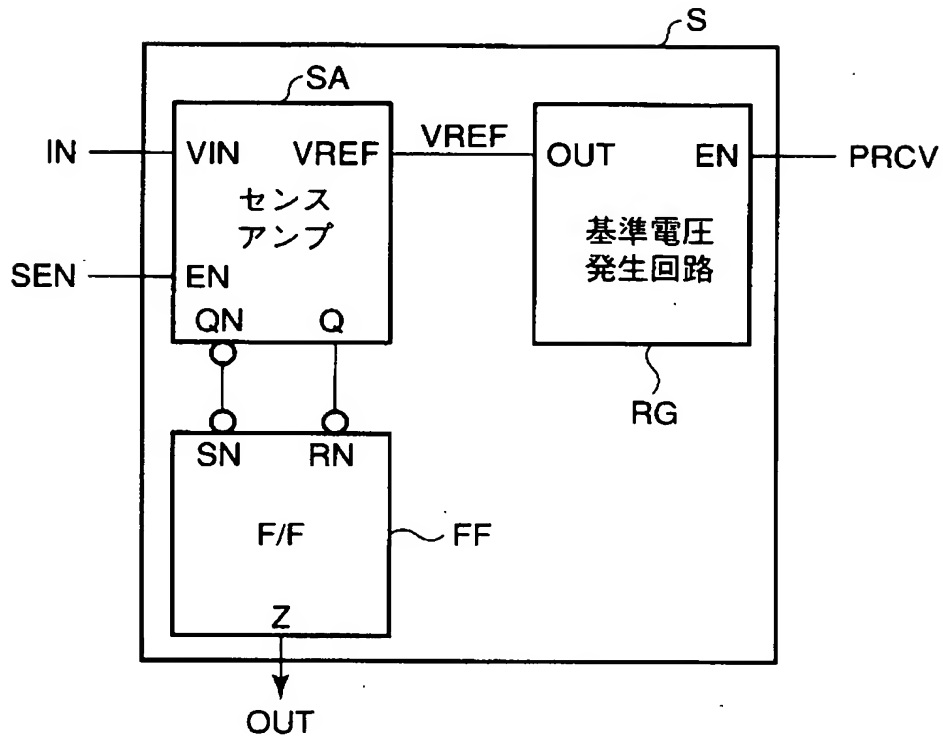 S
SA
IN
VIN
VREF
VREF
OUT
EN
PRCV
センス
アンプ
基準電圧
発生回路
SEN
EN
QN
Q
RG
SN
RN
F/F
FF
Z
OUT